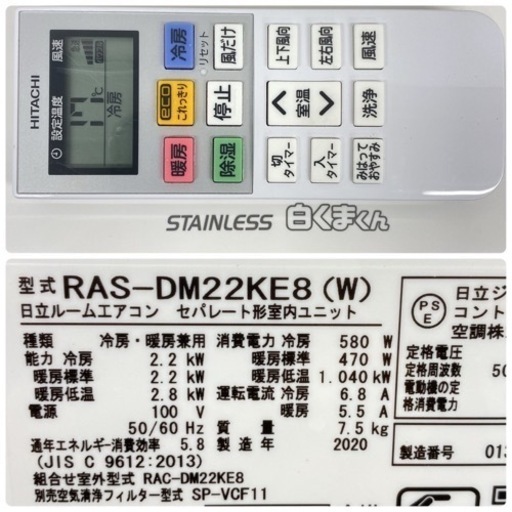 HITACHI
設定温度
風速
℃
冷房
冷房
リセット
風だけ
eco
これっきり
停止
暖房
除湿
上下風向
左右風向
室温
切タイマー
入タイマー
風速
洗浄
みはって
おやすみ
STAINLESS 白くまくん
型式 RAS-DM22KE8 (W)
日立ルームエアコン セパレート形室内ユニット
種類 冷房・暖房兼用 消費電力 冷房 580 W
能力 冷房 2.2 kW 暖房標準 470 W
暖房標準 2.2 kW 暖房低温 1.040 kW
暖房低温 2.8 kW 運転電流 冷房 6.8 A
電源 100 V 暖房 5.5 A
50/60 Hz 質量 7.5 kg
通年エネルギー消費効率 5.8 製造年 2020
(JIS C 9612:2013)
組合せ室外型式 RAC-DM22KE8
別売空気清浄フィルター型式 SP-VCF11
PS
E
日立ジ
コント
空調株
定格電圧
定格周波数 50
電動機の定
格消費電力
製造番号 013